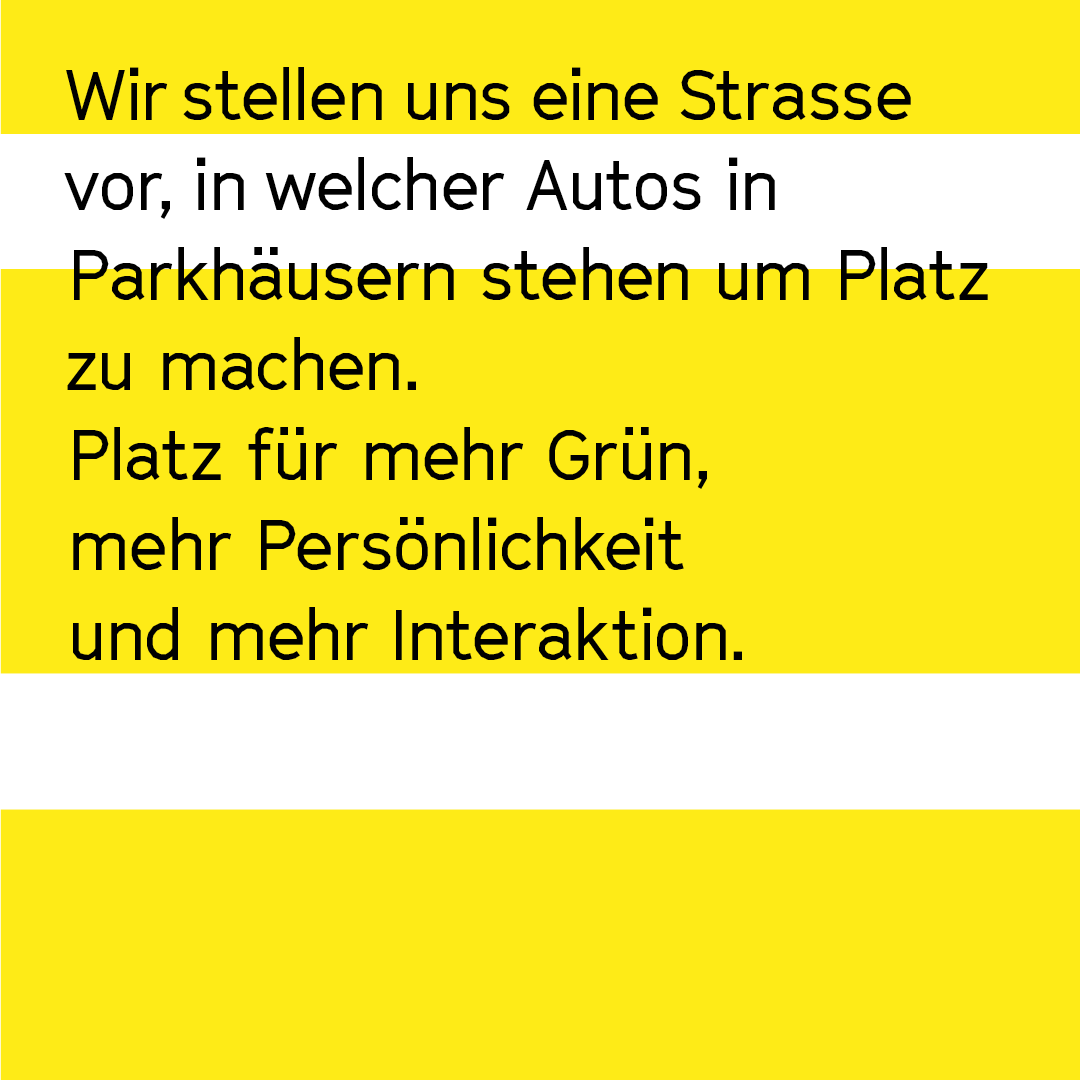 Wir stellen uns eine Strasse
vor, in welcher Autos in
Parkhäusern stehen um Platz
zu machen.
Platz für mehr Grün,
mehr Persönlichkeit
und mehr Interaktion.